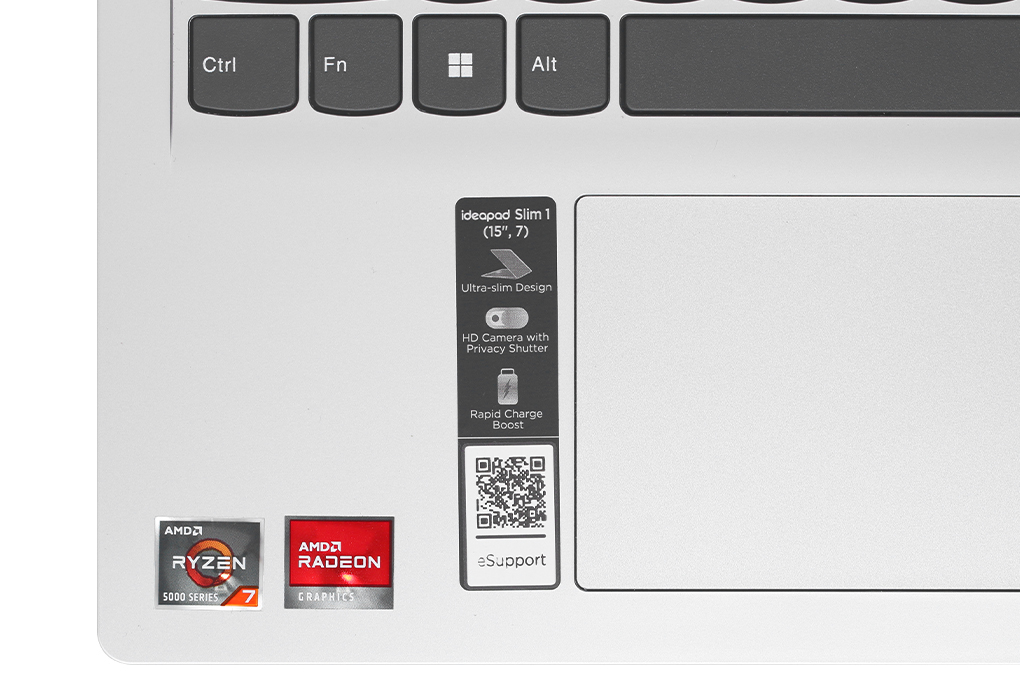 Ctrl
Fn
Alt
ideapad Slim 1
(15", 7)
Ultra-slim Design
HD Camera with
Privacy Shutter
Rapid Charge
Boost
eSupport
AMD
RYZEN
5000 SERIES 7
AMD
RADEON
GRAPHICS